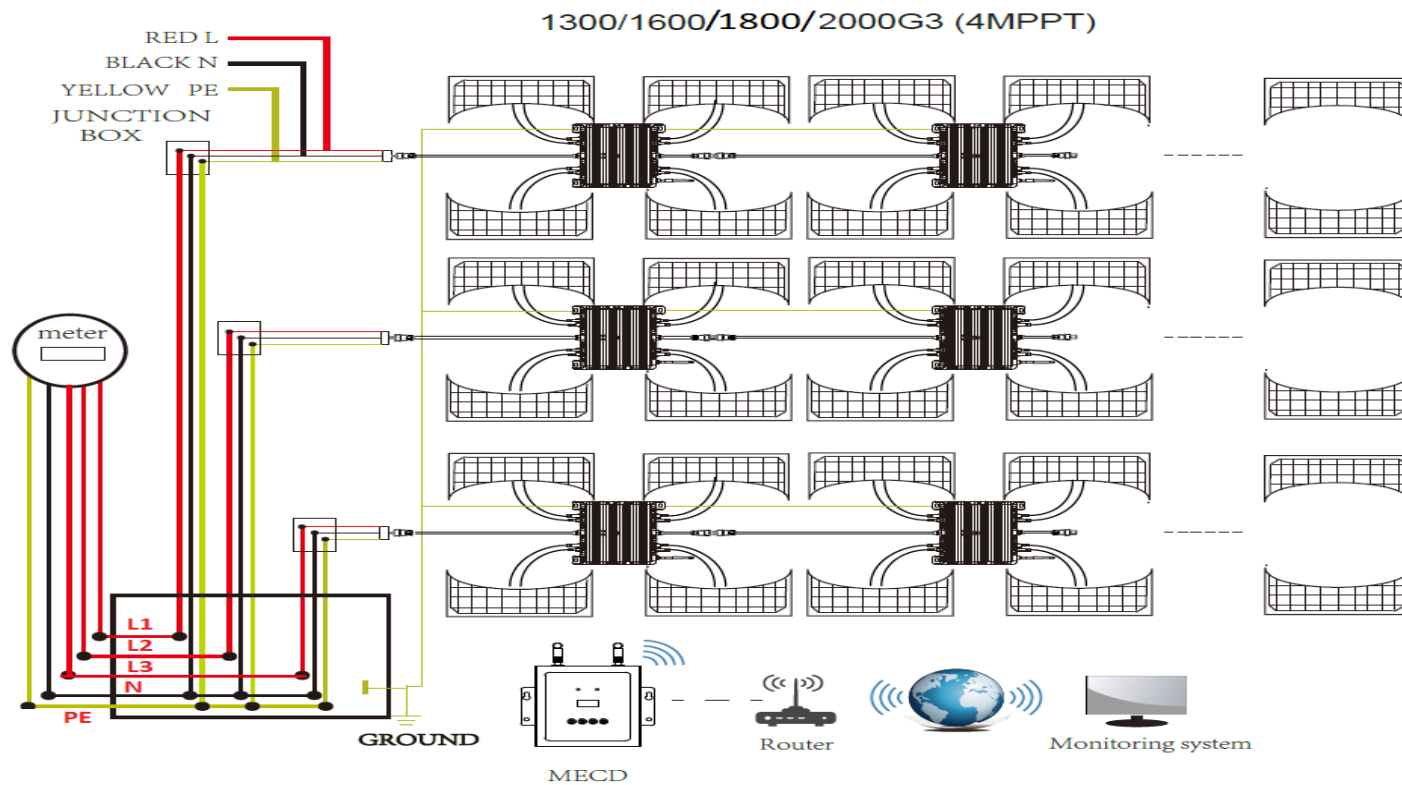 1300/1600/1800/2000G3 (4MPPT)
RED L
BLACK N
YELLOW PE
JUNCTION
BOX
meter
L1
L2
L3
N
PE
GROUND
MECD
Router
Monitoring system